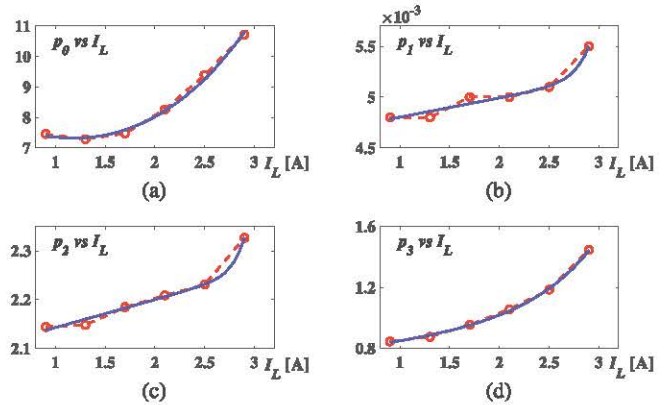 11
10
9
8
7
p0 vs IL
1
1.5
2
2.5
3
IL [A]
(a)
×10-3
5.5
5
4.5
p1 vs IL
1
1.5
2
2.5
3
IL [A]
(b)
2.3
2.2
2.1
p2 vs IL
1
1.5
2
2.5
3
IL [A]
(c)
1.6
1.2
0.8
p3 vs IL
1
1.5
2
2.5
3
IL [A]
(d)